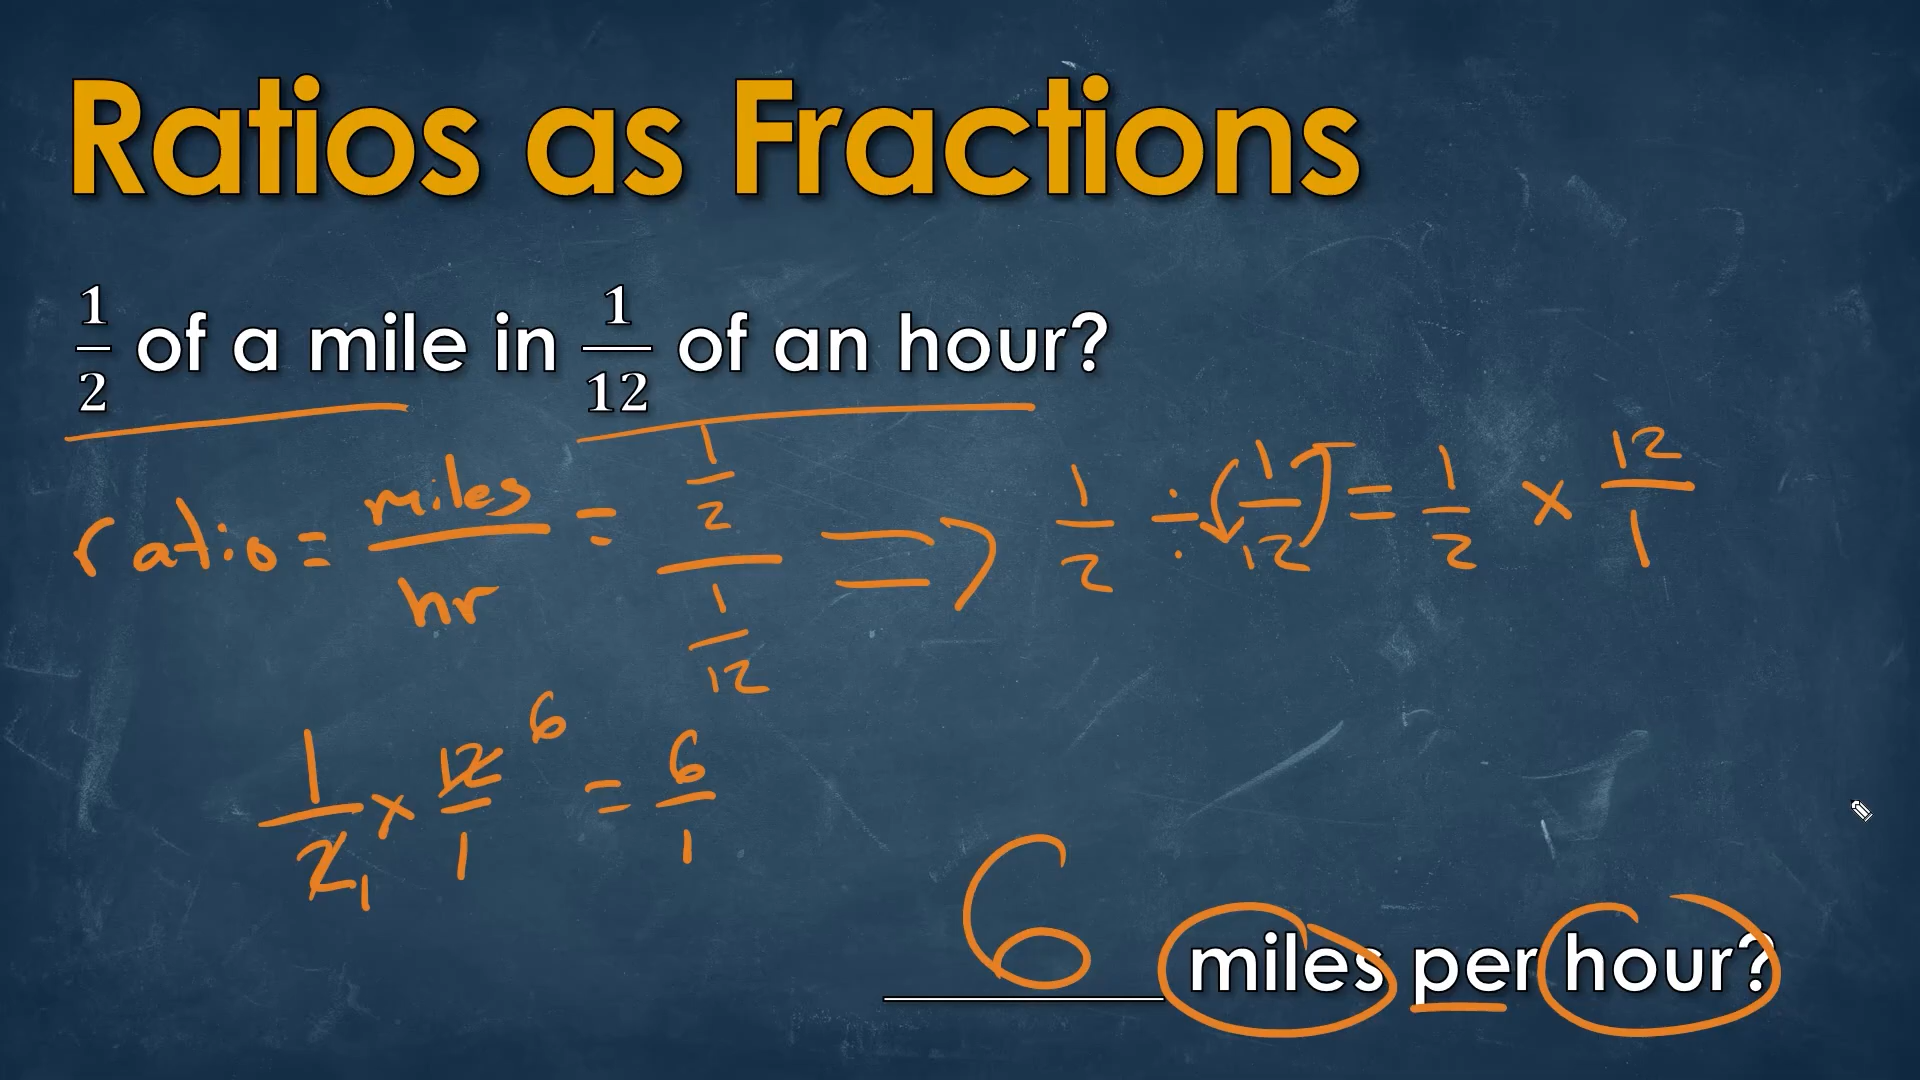 Ratios as Fractions
1/2 of a mile in 1/12 of an hour?
ratio = miles/hr = (1/2)/(1/12) ⇒ 1/2 ÷ (1/12) = 1/2 × 12/1
1/2 1 × 12/1 6 = 6/1
6 miles per hour?